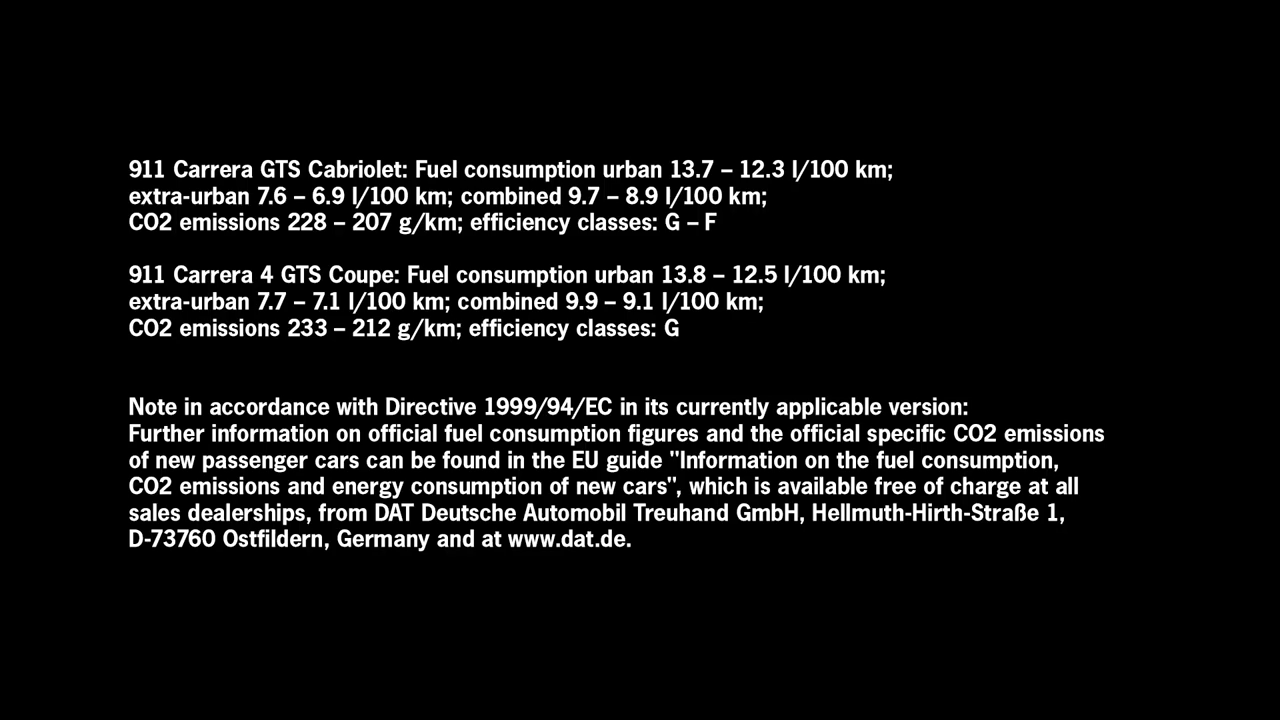 911 Carrera GTS Cabriolet: Fuel consumption urban 13.7 – 12.3 l/100 km;
extra-urban 7.6 – 6.9 l/100 km; combined 9.7 – 8.9 l/100 km;
CO2 emissions 228 – 207 g/km; efficiency classes: G – F
911 Carrera 4 GTS Coupe: Fuel consumption urban 13.8 – 12.5 l/100 km;
extra-urban 7.7 – 7.1 l/100 km; combined 9.9 – 9.1 l/100 km;
CO2 emissions 233 – 212 g/km; efficiency classes: G
Note in accordance with Directive 1999/94/EC in its currently applicable version:
Further information on official fuel consumption figures and the official specific CO2 emissions
of new passenger cars can be found in the EU guide "Information on the fuel consumption,
CO2 emissions and energy consumption of new cars", which is available free of charge at all
sales dealerships, from DAT Deutsche Automobil Treuhand GmbH, Hellmuth-Hirth-Straße 1,
D-73760 Ostfildern, Germany and at www.dat.de.